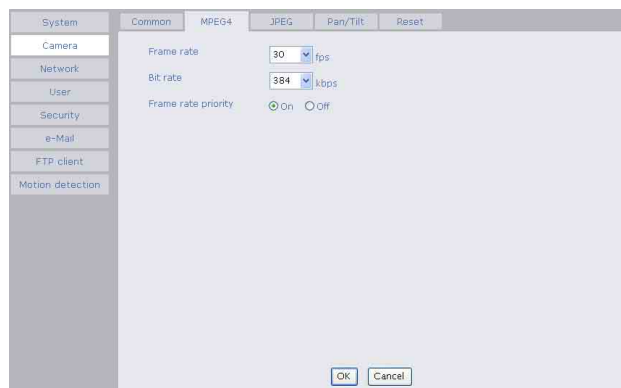 System
Camera
Network
User
Security
e-Mail
FTP client
Motion detection
Common MPEG4 JPEG Pan/Tilt Reset
Frame rate 30 fps
Bit rate 384 kbps
Frame rate priority On Off
OK Cancel